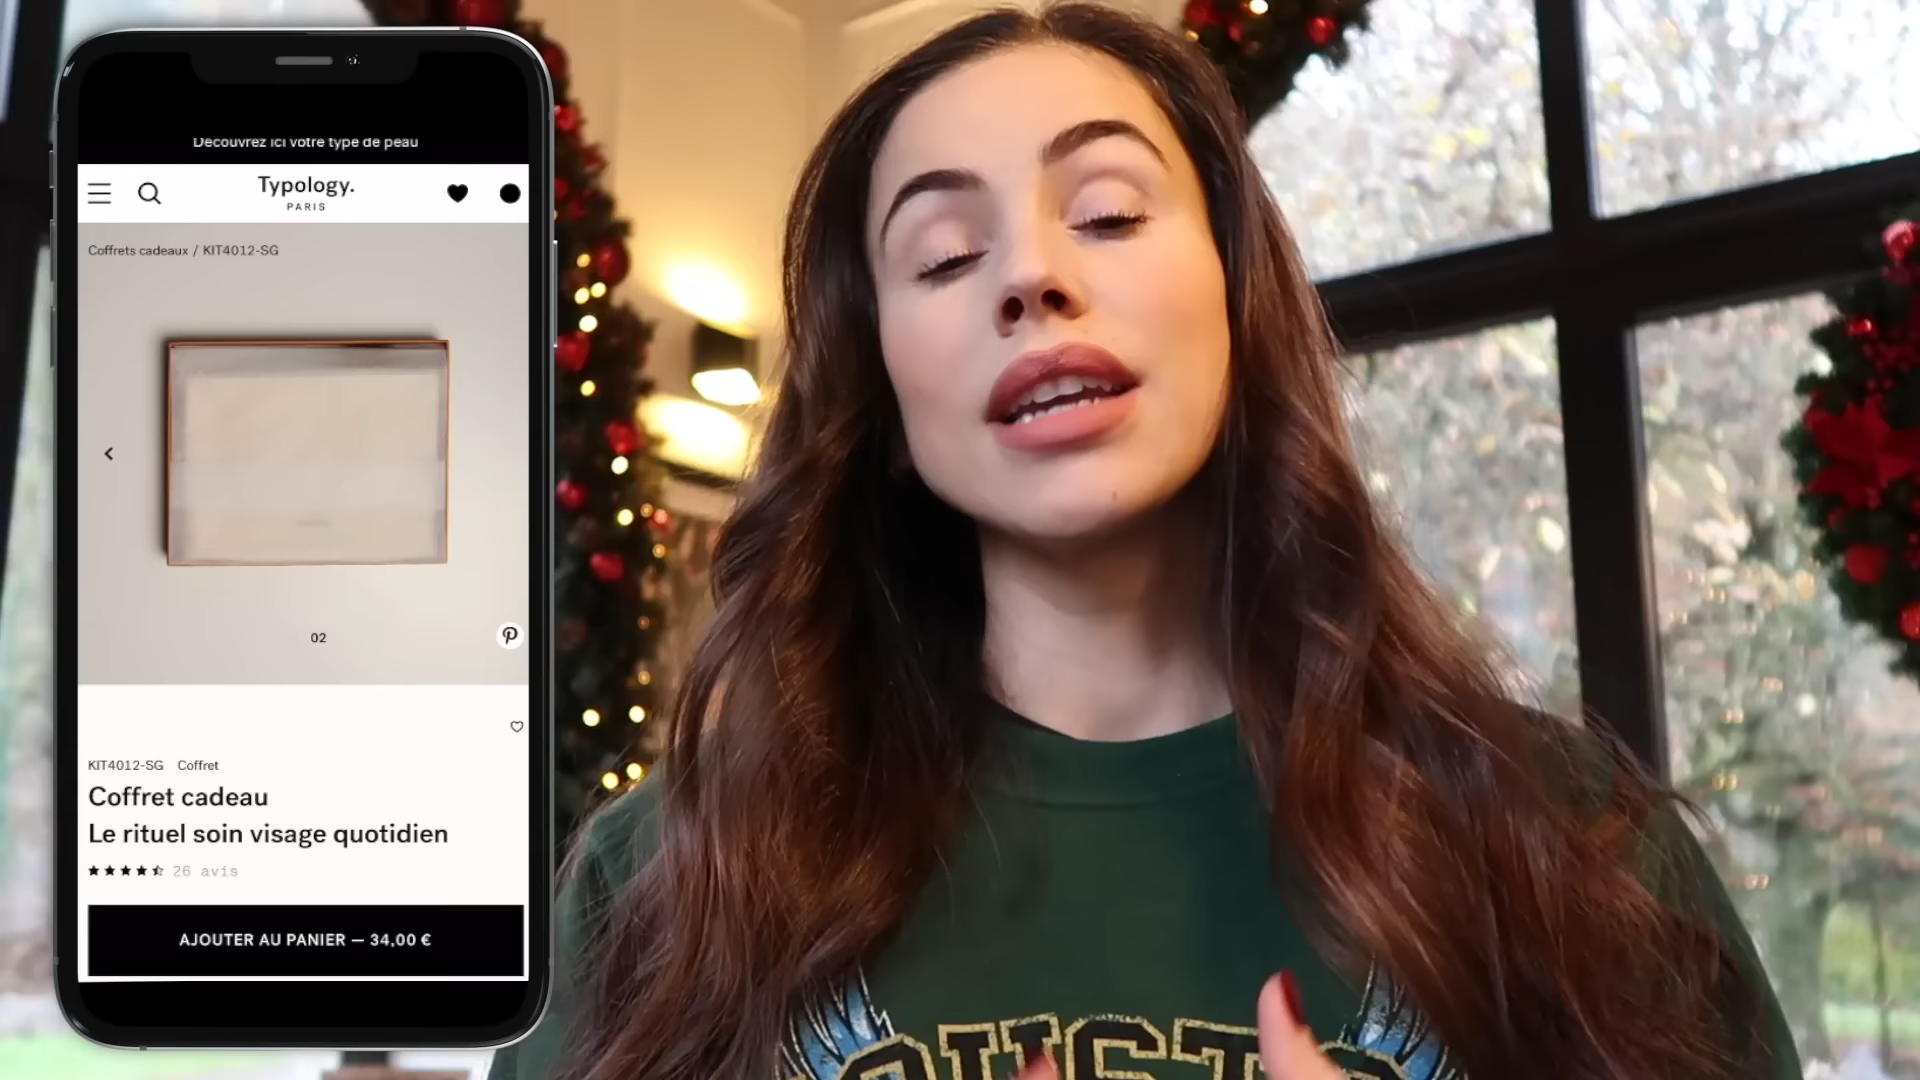 Découvrez ici votre type de peau
Typology.
PARIS
Coffrets cadeaux / KIT4012-SG
02
KIT4012-SG Coffret
Coffret cadeau
Le rituel soin visage quotidien
26 avis
AJOUTER AU PANIER — 34,00 €